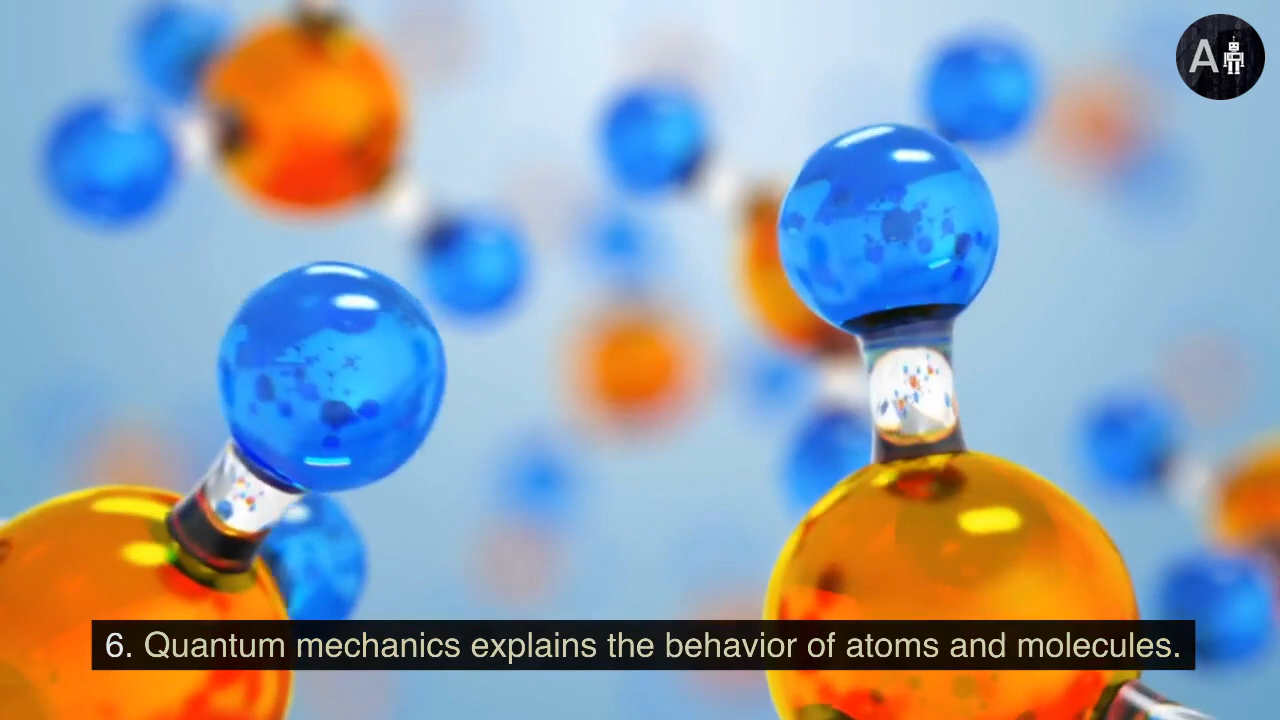 A
6. Quantum mechanics explains the behavior of atoms and molecules.